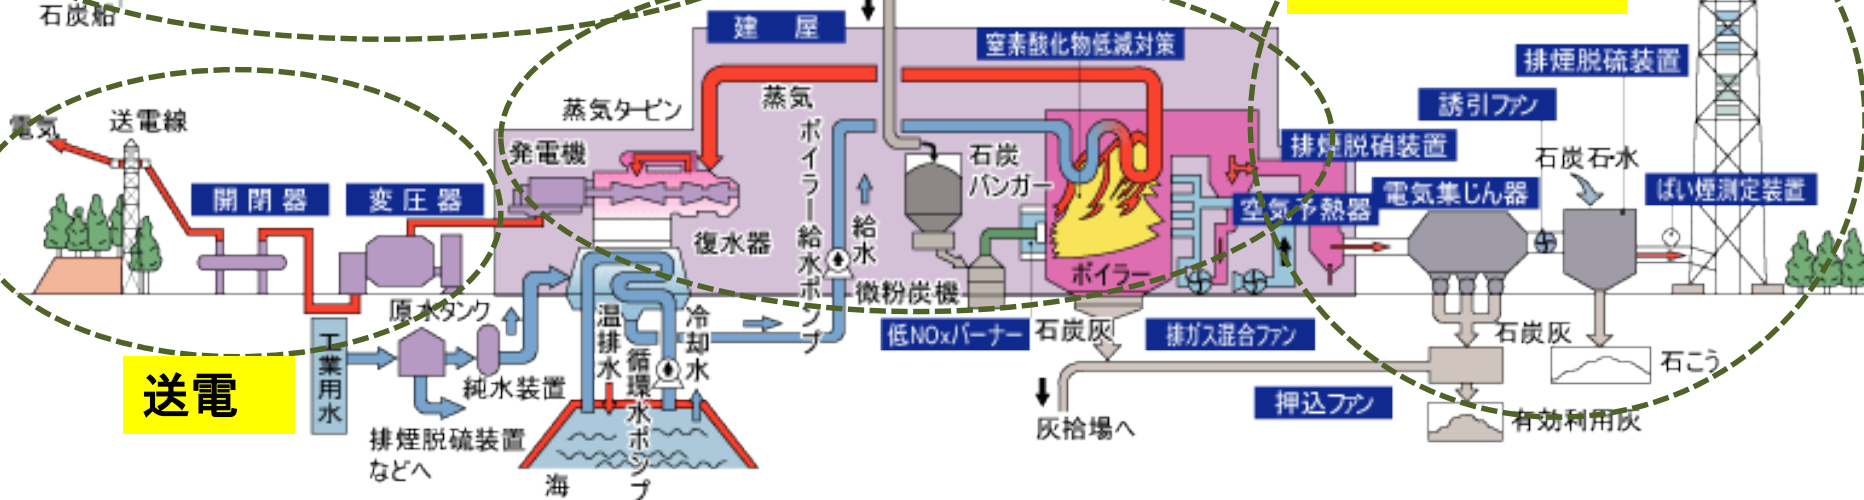 石炭船
建屋
窒素酸化物低減対策
排煙脱硫装置
蒸気タービン
蒸気
誘引ファン
電気
送電線
発電機
石炭
バンカー
排煙脱硝装置
石炭石・水
開閉器
変圧器
空気予熱器
電気集じん器
ばい煙測定装置
復水器
ボイラー給水ポンプ
給水
微粉炭機
ボイラー
原水タンク
温排水
冷却水
低NOxバーナー
石炭灰
排ガス混合ファン
石炭灰
工業用水
循環水ポンプ
石こう
送電
純水装置
押込ファン
排煙脱硫装置
などへ
灰捨場へ
有効利用灰
海